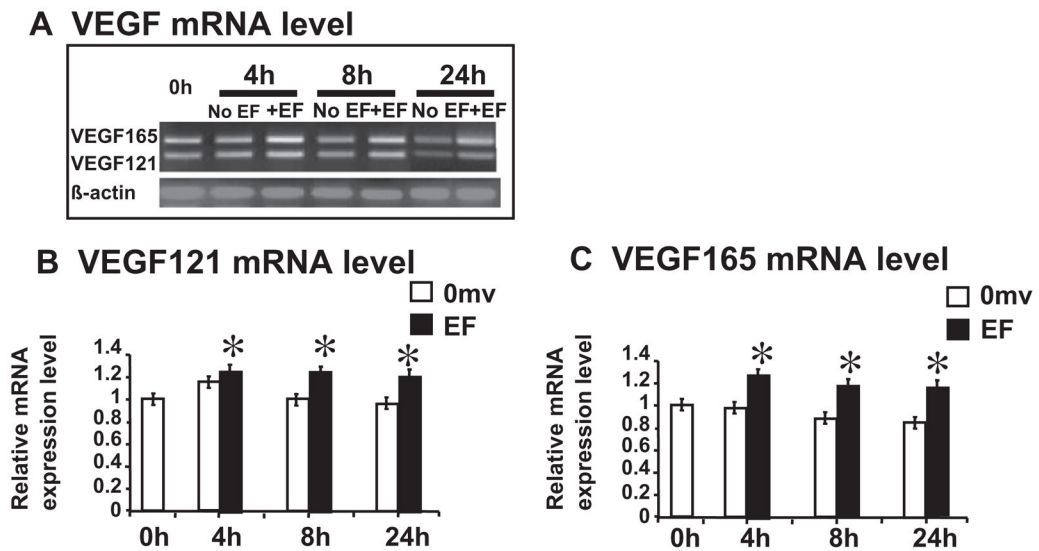 A VEGF mRNA level
0h 4h 8h 24h
No EF +EF No EF+EF No EF+EF
VEGF165
VEGF121
ß-actin
B VEGF121 mRNA level
0mv
EF
Relative mRNA
expression level
1.4
1.2
1
0.8
0.6
1.4
0.2
0
* * *
0h 4h 8h 24h
C VEGF165 mRNA level
0mv
EF
Relative mRNA
expression level
1.4
1.2
1
0.8
0.6
0.4
0.2
0
* * *
0h 4h 8h 24h